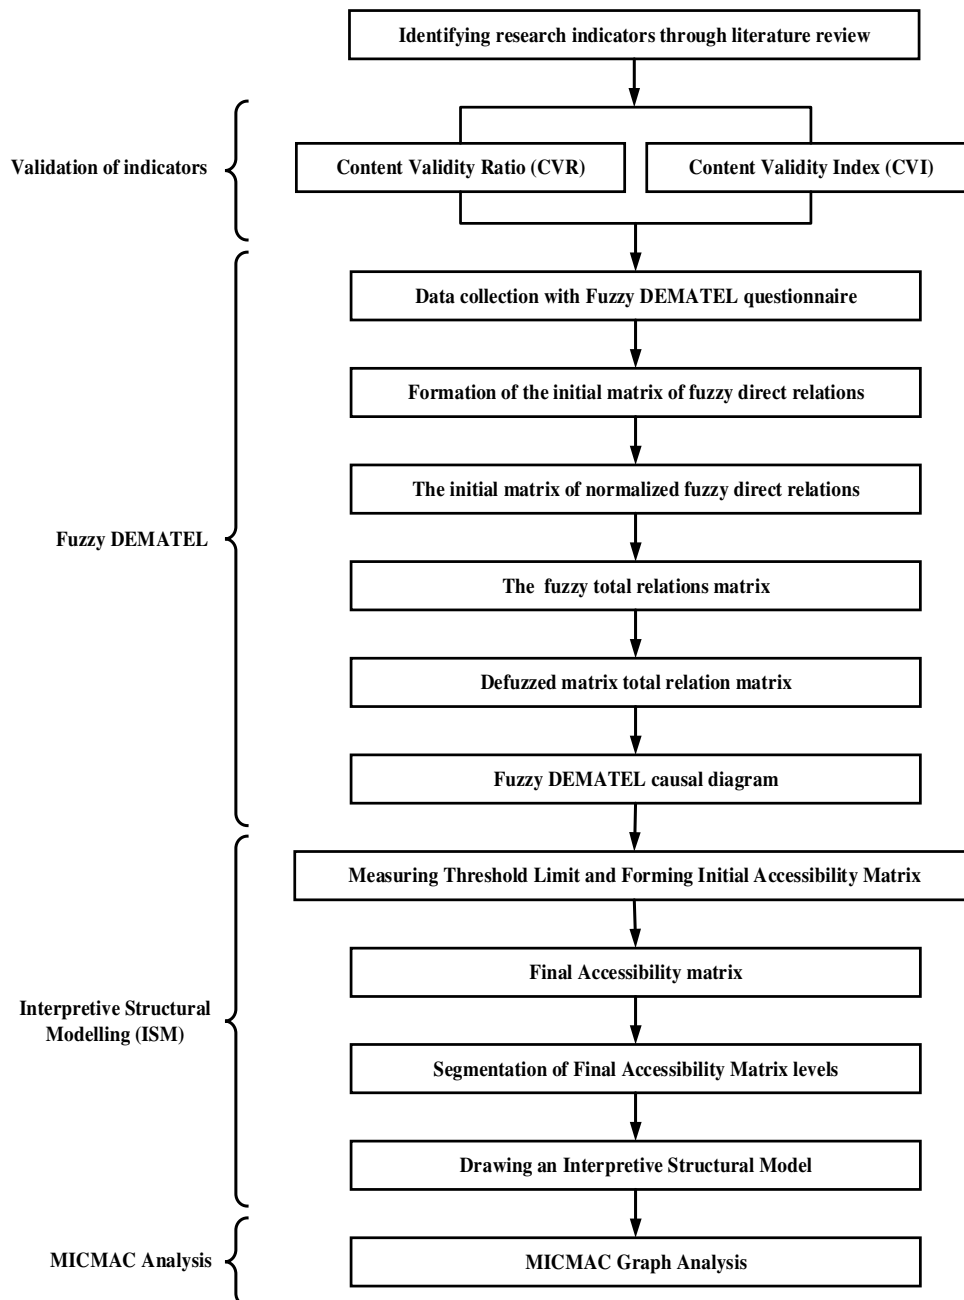 Identifying research indicators through literature review
Validation of indicators
Content Validity Ratio (CVR)
Content Validity Index (CVI)
Data collection with Fuzzy DEMATEL questionnaire
Formation of the initial matrix of fuzzy direct relations
The initial matrix of normalized fuzzy direct relations
Fuzzy DEMATEL
The fuzzy total relations matrix
Defuzzed matrix total relation matrix
Fuzzy DEMATEL causal diagram
Measuring Threshold Limit and Forming Initial Accessibility Matrix
Final Accessibility matrix
Interpretive Structural
Modelling (ISM)
Segmentation of Final Accessibility Matrix levels
Drawing an Interpretive Structural Model
MICMAC Analysis
MICMAC Graph Analysis